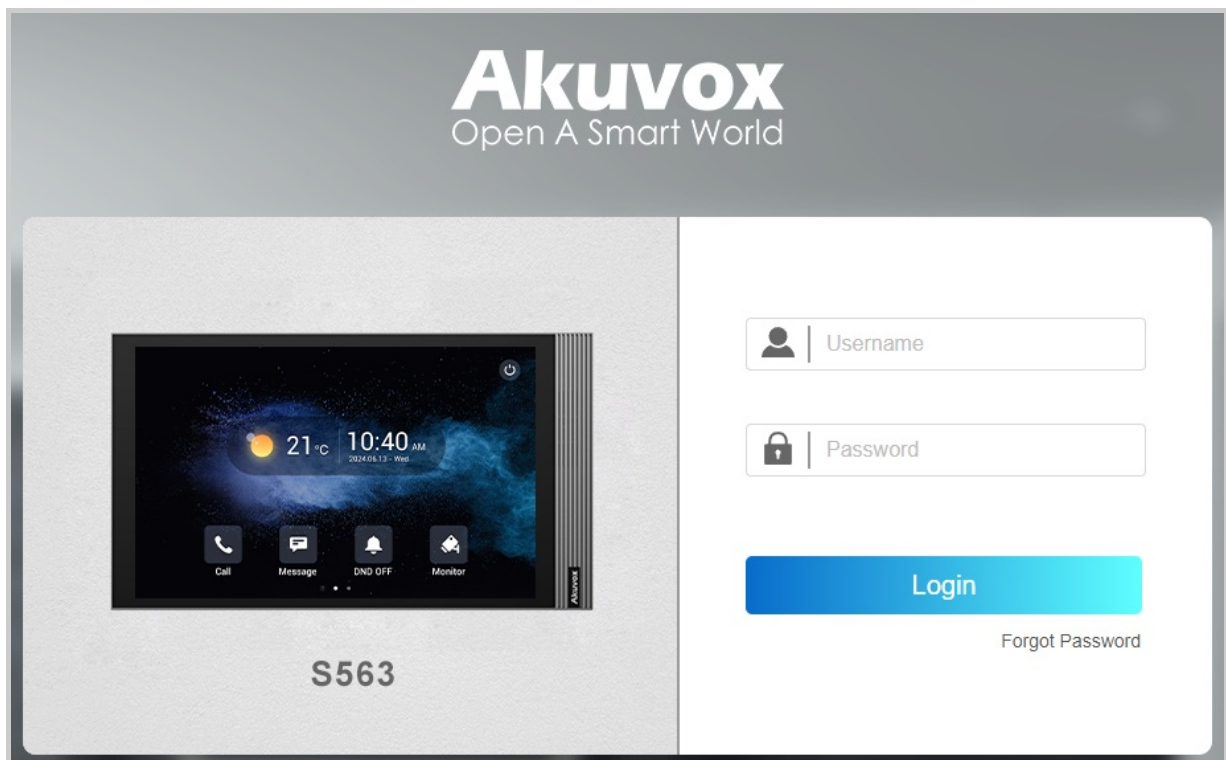 Akuvox
Open A Smart World
21°C
10:40 AM
2024.06.13 - Wed
Call
Message
DND OFF
Monitor
Akuvox
S563
Username
Password
Login
Forgot Password